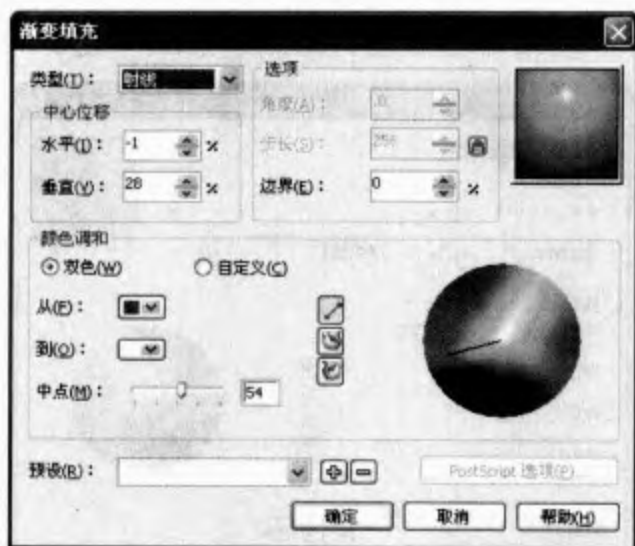 渐变填充
类型(T)： 射线
选项
中心位移
角度(A)： .0
水平(I)： -1 %
步长(S)： 256
垂直(V)： 28 %
边界(E)： 0 %
颜色调和
双色(W) 自定义(C)
从(F)：
到(O)：
中点(M)： 54
预设(R)：
PostScript 选项(P)...
确定 取消 帮助(H)